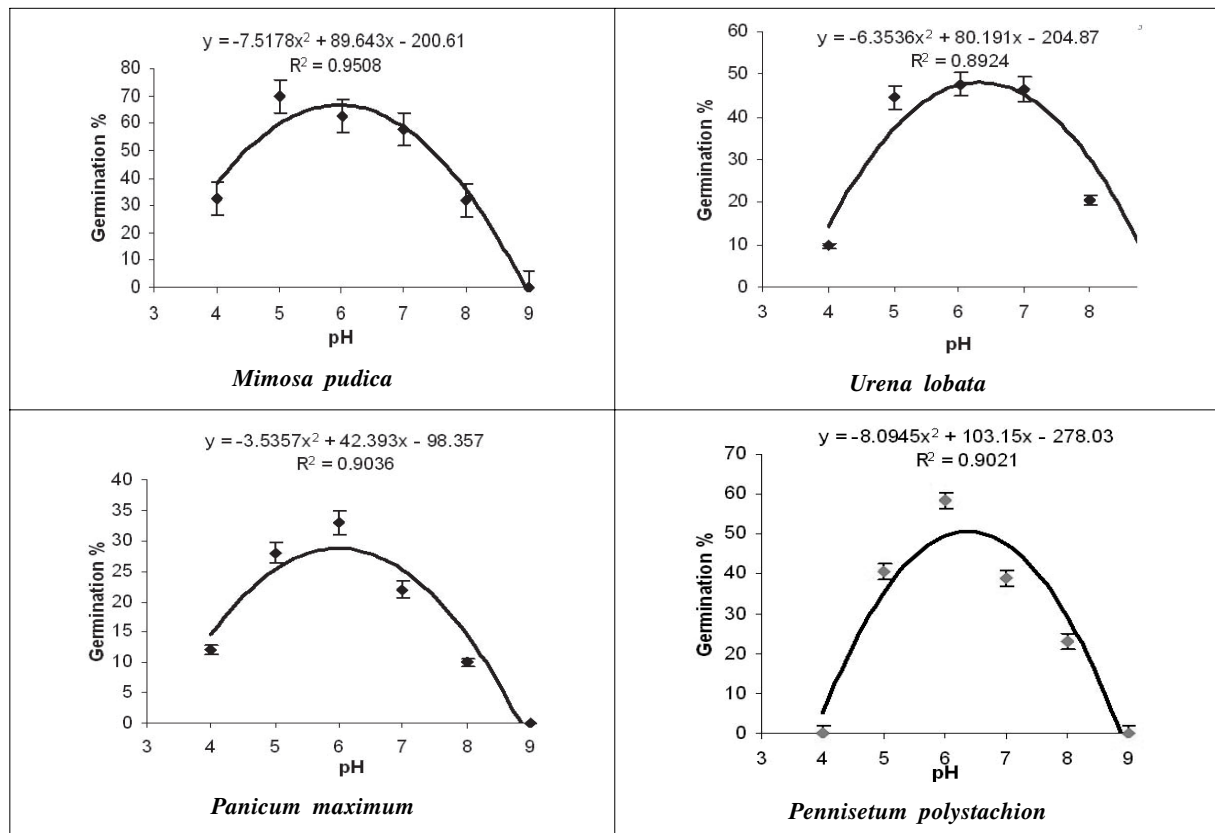 y = -7.5178x² + 89.643x - 200.61
R² = 0.9508
Germination %
80
70
60
50
40
30
20
10
0
3 4 5 6 7 8 9
pH
Mimosa pudica
y = -6.3536x² + 80.191x - 204.87
R² = 0.8924
Germination %
60
50
40
30
20
10
0
3 4 5 6 7 8
pH
Urena lobata
y = -3.5357x² + 42.393x - 98.357
R² = 0.9036
Germination %
40
35
30
25
20
15
10
5
0
3 4 5 6 7 8 9
pH
Panicum maximum
y = -8.0945x² + 103.15x - 278.03
R² = 0.9021
Germination %
70
60
50
40
30
20
10
0
3 4 5 6 7 8 9
pH
Pennisetum polystachion